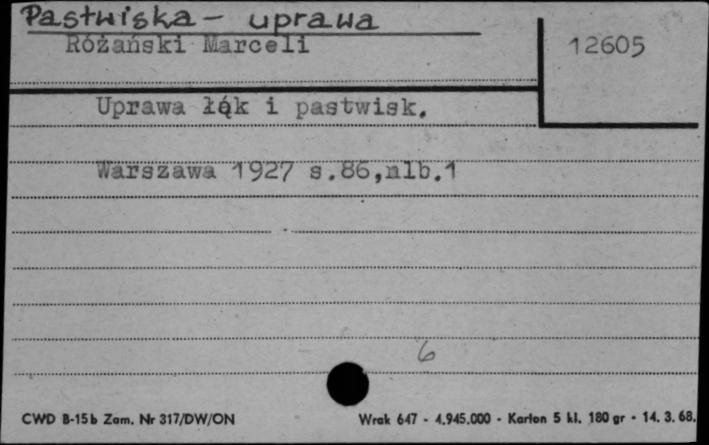 Pastwiska - uprawa
Różański Marceli
12605
Uprawa łąk i pastwisk.
Warszawa 1927 s.86,nlb.1
6
CWD B-15b Zam. Nr 317/DW/ON
Wrak 647 - 4.945.000 - Karton 5 kl. 180 gr - 14. 3. 68.